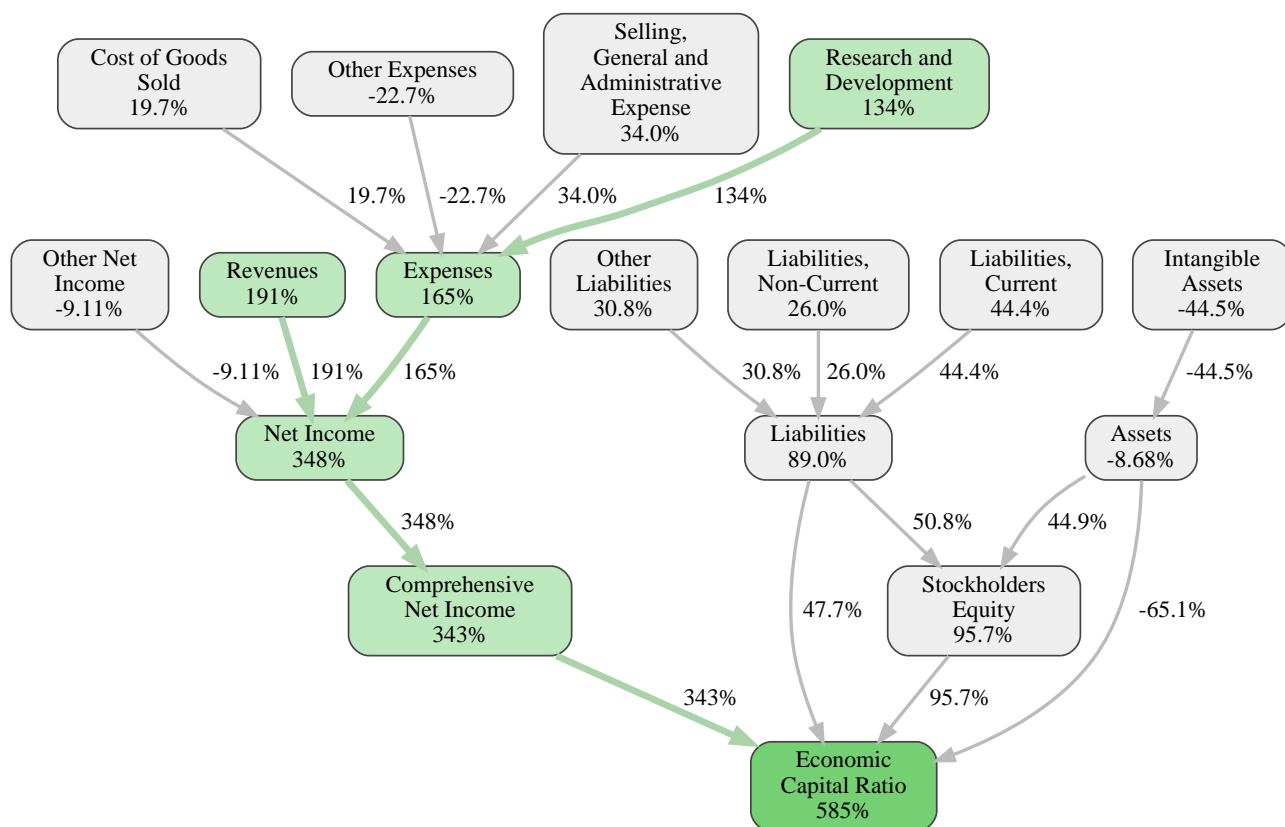 Cost of Goods
Sold
19.7%
Other Expenses
-22.7%
Selling,
General and
Administrative
Expense
34.0%
Research and
Development
134%
19.7%
-22.7%
34.0%
134%
Other Net
Income
-9.11%
Revenues
191%
Expenses
165%
Other
Liabilities
30.8%
Liabilities,
Non-Current
26.0%
Liabilities,
Current
44.4%
Intangible
Assets
-44.5%
-9.11%
191%
165%
30.8%
26.0%
44.4%
-44.5%
Net Income
348%
Liabilities
89.0%
Assets
-8.68%
348%
50.8%
44.9%
Comprehensive
Net Income
343%
47.7%
Stockholders
Equity
95.7%
-65.1%
343%
95.7%
Economic
Capital Ratio
585%